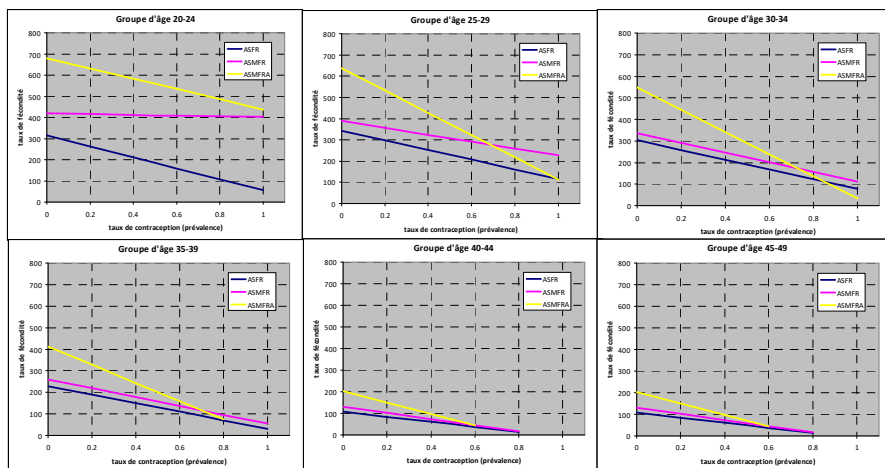 Groupe d'âge 20-24
800
700
600
500
400
300
200
100
0
0
0.2
0.4
0.6
0.8
1
taux de fécondité
taux de contraception (prévalence)
ASFR
ASMFR
ASMFRA
Groupe d'âge 25-29
800
700
600
500
400
300
200
100
0
0
0.2
0.4
0.6
0.8
1
taux de fécondité
taux de contraception (prévalence)
ASFR
ASMFR
ASMFRA
Groupe d'âge 30-34
800
700
600
500
400
300
200
100
0
0
0.2
0.4
0.6
0.8
1
taux de fécondité
taux de contraception (prévalence)
ASFR
ASMFR
ASMFRA
Groupe d'âge 35-39
800
700
600
500
400
300
200
100
0
0
0.2
0.4
0.6
0.8
1
taux de fécondité
taux de contraception (prévalence)
ASFR
ASMFR
ASMFRA
Groupe d'âge 40-44
800
700
600
500
400
300
200
100
0
0
0.2
0.4
0.6
0.8
1
taux de fécondité
taux de contraception (prévalence)
ASFR
ASMFR
ASMFRA
Groupe d'âge 45-49
800
700
600
500
400
300
200
100
0
0
0.2
0.4
0.6
0.8
1
taux de fécondité
taux de contraception (prévalence)
ASFR
ASMFR
ASMFRA